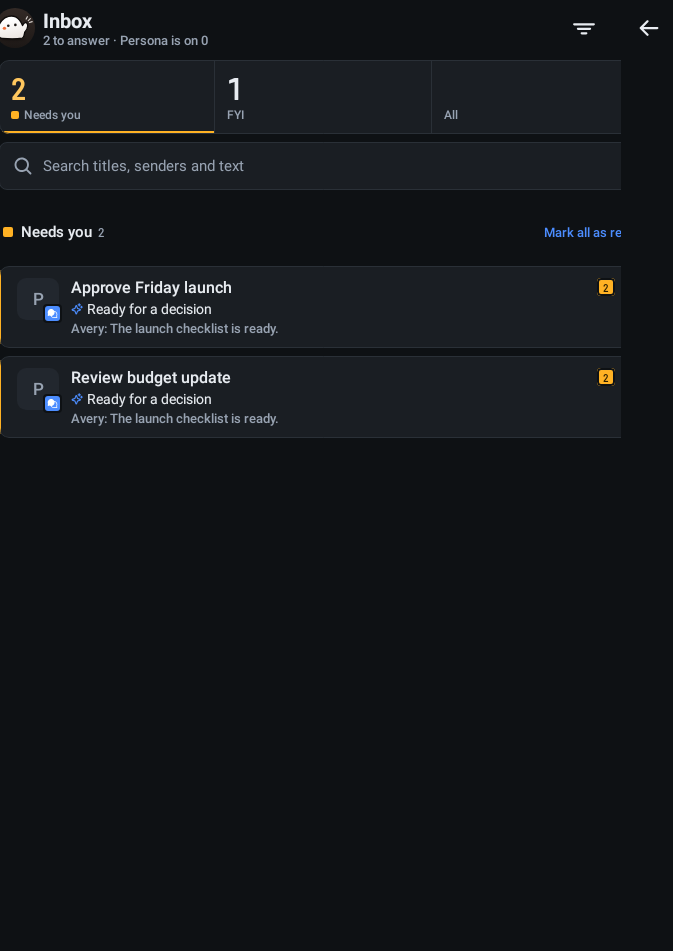 Inbox
2 to answer · Persona is on 0
2
Needs you
1
FYI
All
Search titles, senders and text
Needs you 2
Mark all as re
P
Approve Friday launch
2
Ready for a decision
Avery: The launch checklist is ready.
P
Review budget update
2
Ready for a decision
Avery: The launch checklist is ready.